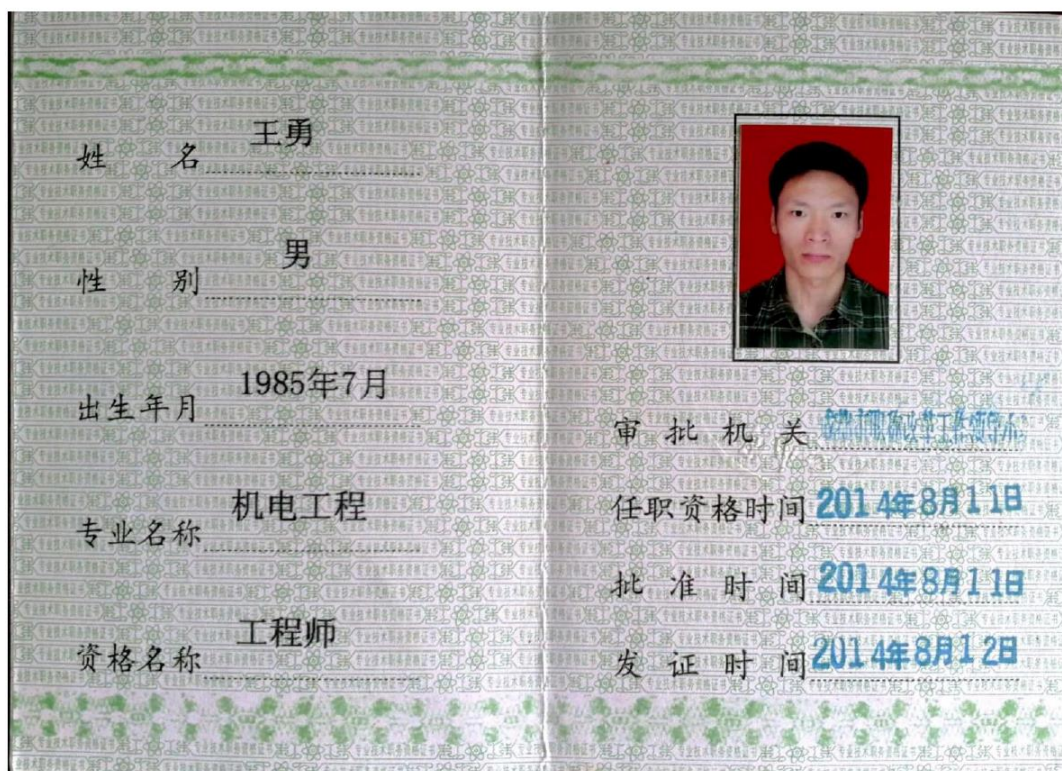 姓名 王勇
性别 男
出生年月 1985年7月
专业名称 机电工程
资格名称 工程师
审批机关
任职资格时间 2014年8月11日
批准时间 2014年8月11日
发证时间 2014年8月12日